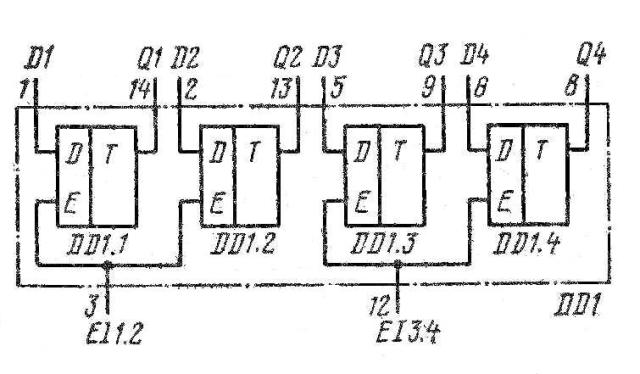 D1 Q1 D2 Q2 D3 Q3 D4 Q4
1 14 2 13 5 9 6 8
D T D T D T D T
E E E E
DD1.1 DD1.2 DD1.3 DD1.4
3 12 DD1
EI1.2 EI3.4